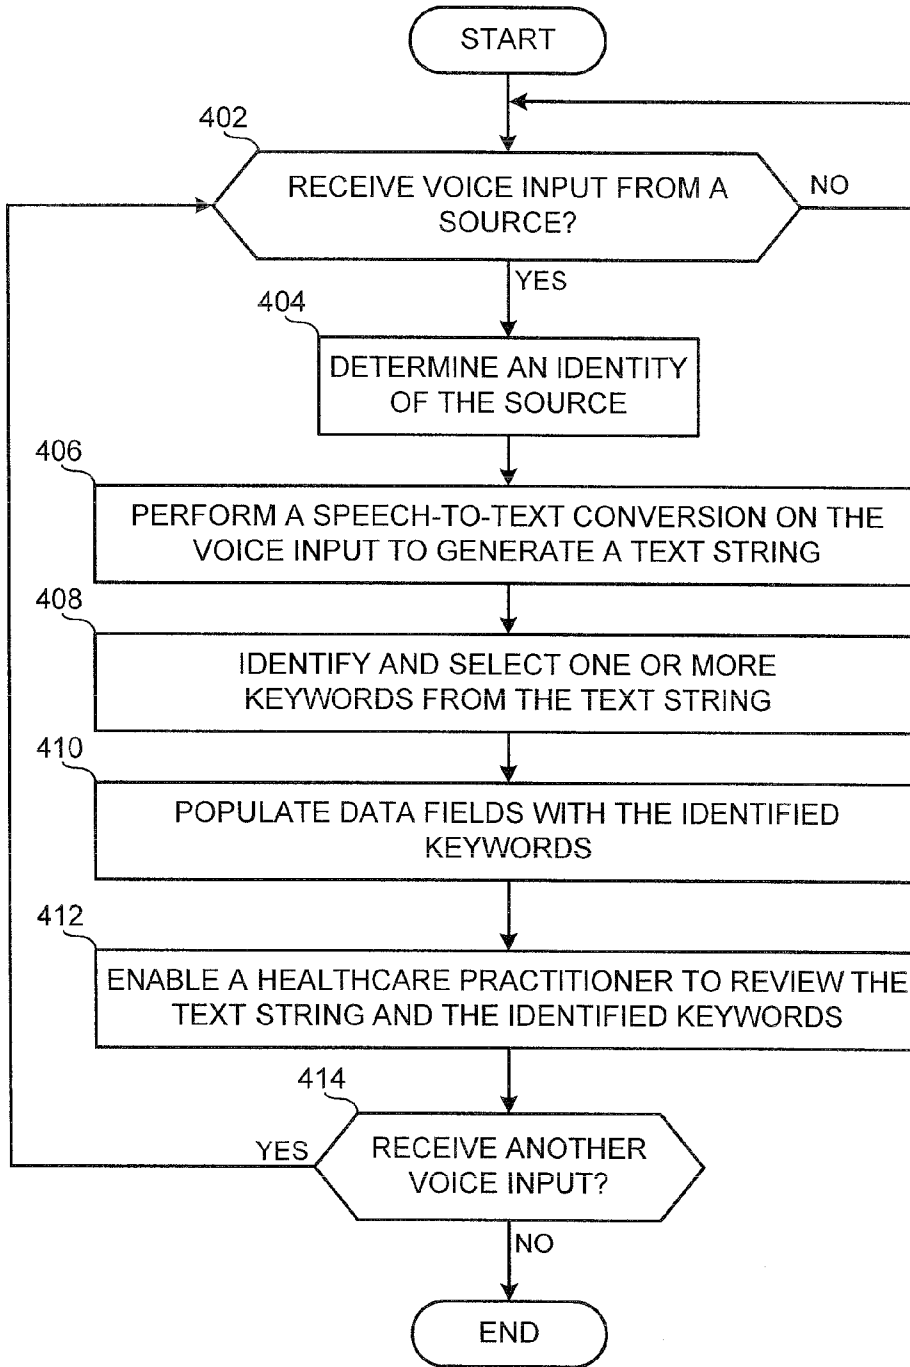 START
402
RECEIVE VOICE INPUT FROM A
SOURCE?
NO
YES
404
DETERMINE AN IDENTITY
OF THE SOURCE
406
PERFORM A SPEECH-TO-TEXT CONVERSION ON THE
VOICE INPUT TO GENERATE A TEXT STRING
408
IDENTIFY AND SELECT ONE OR MORE
KEYWORDS FROM THE TEXT STRING
410
POPULATE DATA FIELDS WITH THE IDENTIFIED
KEYWORDS
412
ENABLE A HEALTHCARE PRACTITIONER TO REVIEW THE
TEXT STRING AND THE IDENTIFIED KEYWORDS
414
YES
RECEIVE ANOTHER
VOICE INPUT?
NO
END